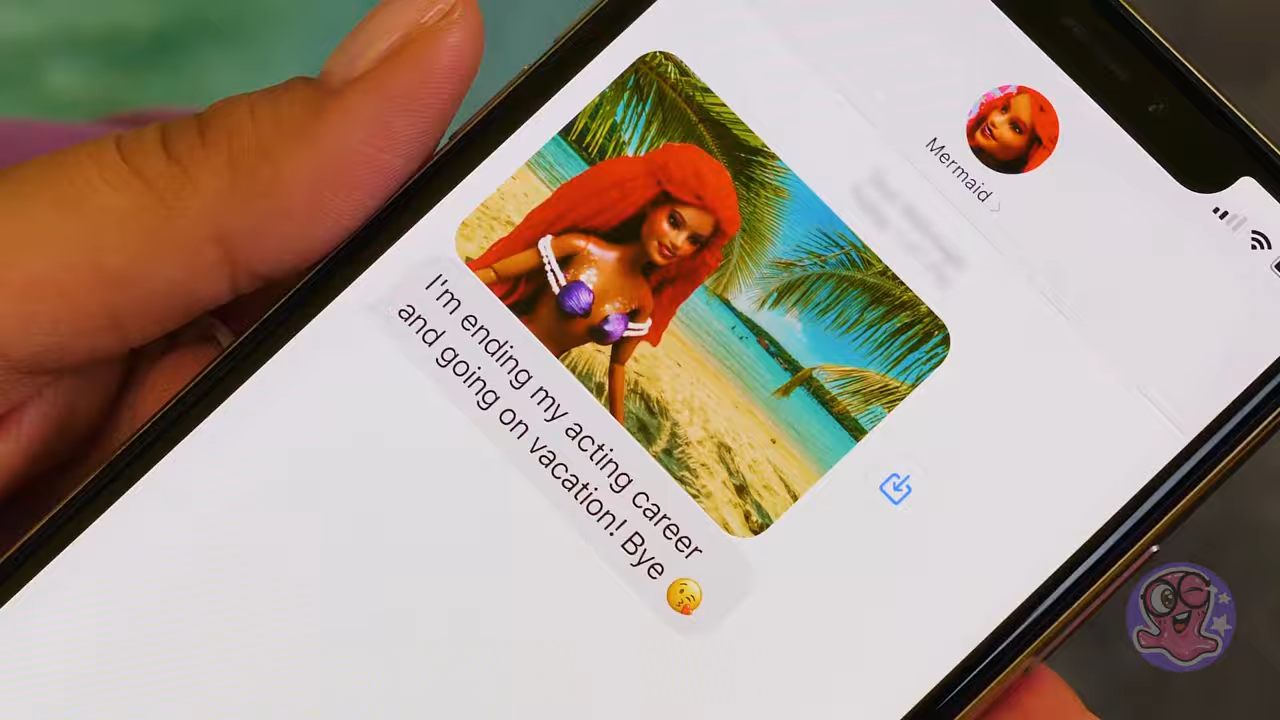 Mermaid
I'm ending my acting career
and going on vacation! Bye 😘